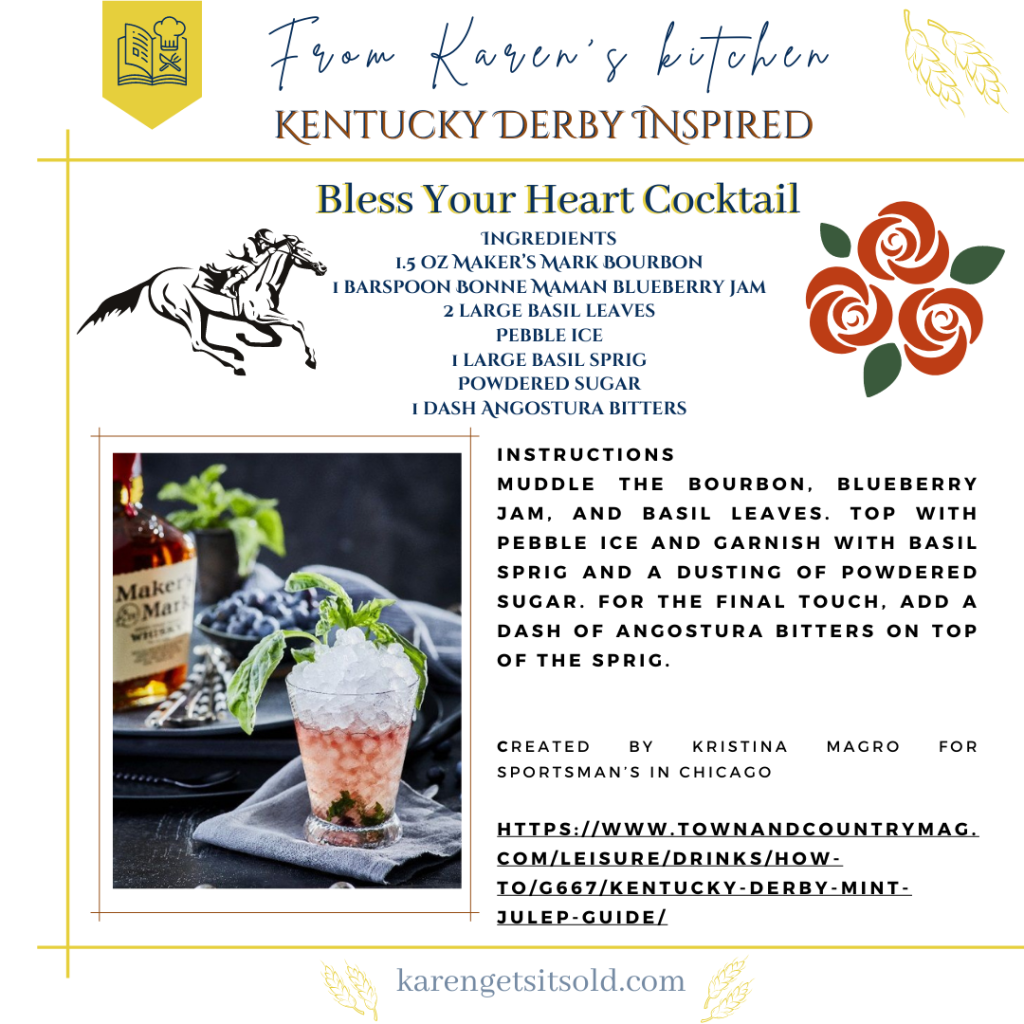 From Karen's kitchen
Kentucky Derby Inspired
Bless Your Heart Cocktail
Ingredients
1.5 oz Maker's Mark Bourbon
1 barspoon Bonne Maman blueberry jam
2 large basil leaves
Pebble ice
1 large basil sprig
Powdered sugar
1 dash Angostura bitters
INSTRUCTIONS
MUDDLE THE BOURBON, BLUEBERRY
JAM, AND BASIL LEAVES. TOP WITH
PEBBLE ICE AND GARNISH WITH BASIL
SPRIG AND A DUSTING OF POWDERED
SUGAR. FOR THE FINAL TOUCH, ADD A
DASH OF ANGOSTURA BITTERS ON TOP
OF THE SPRIG.
Maker's
Mark
WHISKY
CREATED BY KRISTINA MAGRO FOR
SPORTSMAN'S IN CHICAGO
HTTPS://WWW.TOWNANDCOUNTRYMAG.
COM/LEISURE/DRINKS/HOW-
TO/G667/KENTUCKY-DERBY-MINT-
JULEP-GUIDE/
karengetsitsold.com